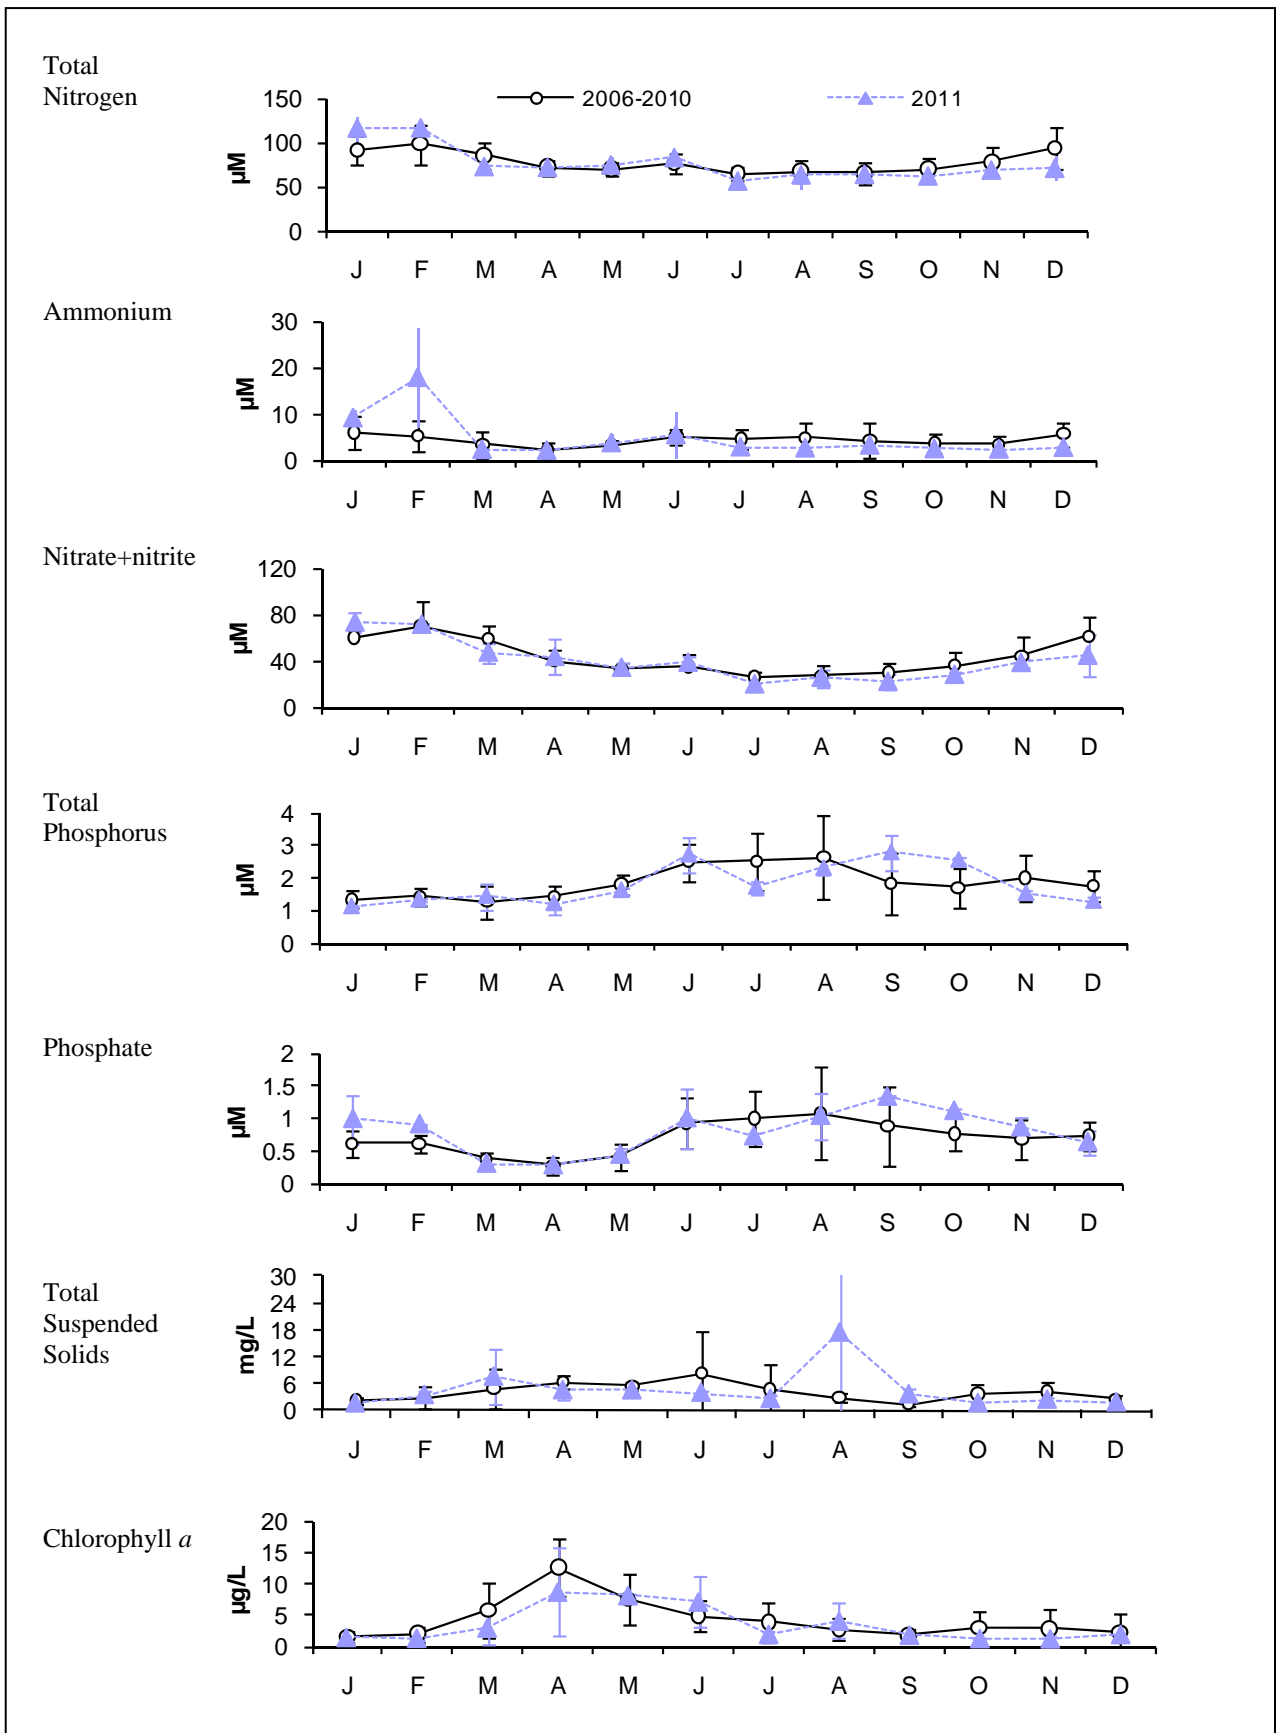 Total
Nitrogen
2006-2010 2011
150
100
50
0
µM
J F M A M J J A S O N D
Ammonium
30
20
10
0
µM
J F M A M J J A S O N D
Nitrate+nitrite
120
80
40
0
µM
J F M A M J J A S O N D
Total
Phosphorus
4
3
2
1
0
µM
J F M A M J J A S O N D
Phosphate
2
1.5
1
0.5
0
µM
J F M A M J J A S O N D
Total
Suspended
Solids
30
24
18
12
6
0
mg/L
J F M A M J J A S O N D
Chlorophyll a
20
15
10
5
0
µg/L
J F M A M J J A S O N D